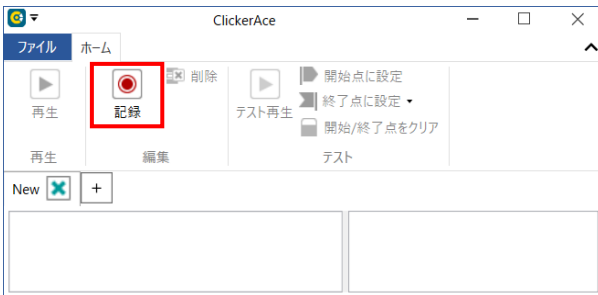 ClickerAce
ファイル ホーム
再生
記録
削除
テスト再生
開始点に設定
終了点に設定
開始/終了点をクリア
再生 編集 テスト
New +